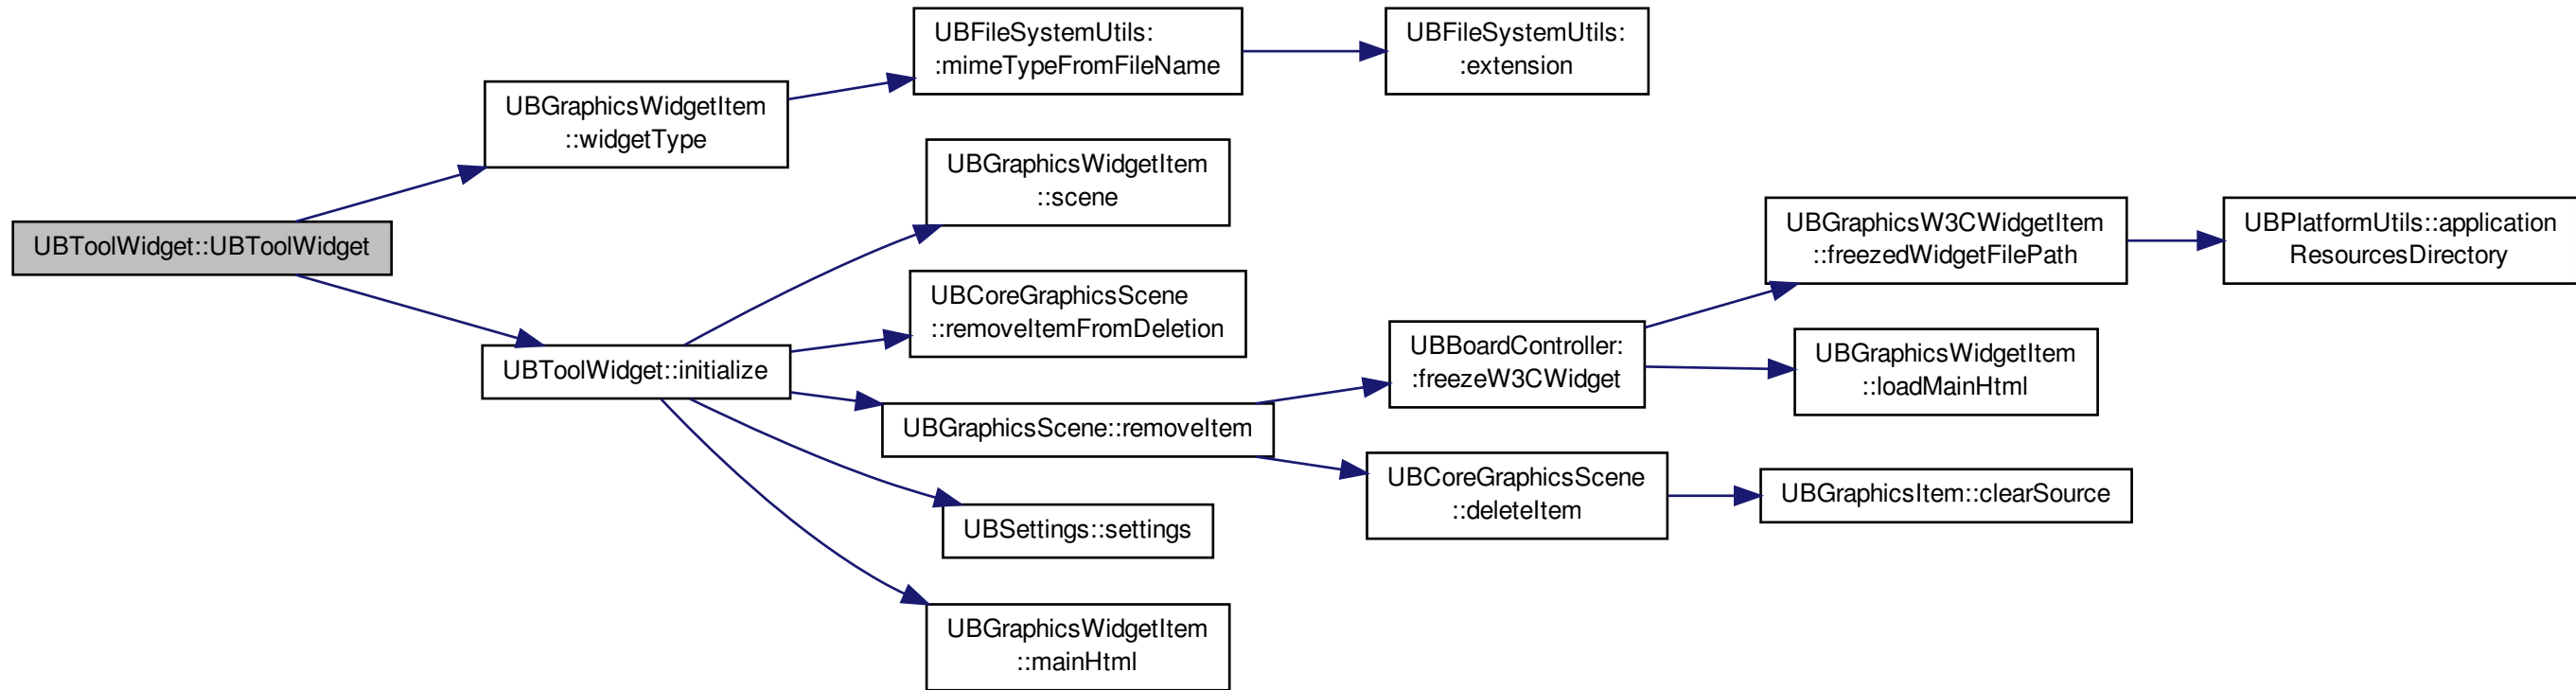 UBToolWidget::UBToolWidget
UBGraphicsWidgetItem
::widgetType
UBFileSystemUtils:
:mimeTypeFromFileName
UBFileSystemUtils:
:extension
UBToolWidget::initialize
UBGraphicsWidgetItem
::scene
UBCoreGraphicsScene
::removeItemFromDeletion
UBGraphicsScene::removeItem
UBBoardController:
:freezeW3CWidget
UBGraphicsW3CWidgetItem
::freezedWidgetFilePath
UBPlatformUtils::application
ResourcesDirectory
UBGraphicsWidgetItem
::loadMainHtml
UBCoreGraphicsScene
::deleteItem
UBGraphicsItem::clearSource
UBSettings::settings
UBGraphicsWidgetItem
::mainHtml